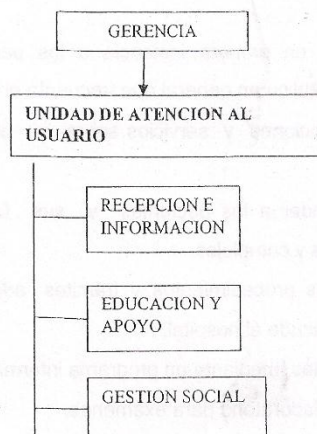 GERENCIA
UNIDAD DE ATENCION AL
USUARIO
RECEPCION E
INFORMACION
EDUCACION Y
APOYO
GESTION SOCIAL